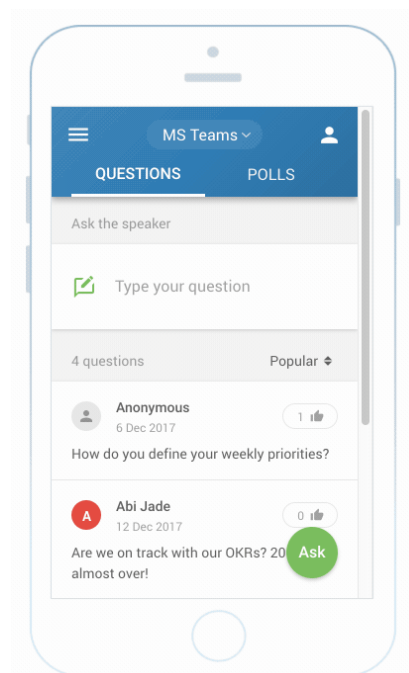 MS Teams
QUESTIONS POLLS
Ask the speaker
Type your question
4 questions Popular
Anonymous
6 Dec 2017
1
How do you define your weekly priorities?
A
Abi Jade
12 Dec 2017
0
Are we on track with our OKRs? 20
Ask
almost over!